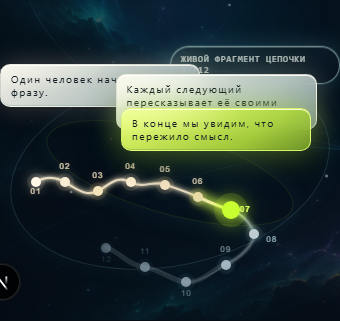 ЖИВОЙ ФРАГМЕНТ ЦЕПОЧКИ
12
Один человек нач
фразу.
Каждый следующий
пересказывает её своими
В конце мы увидим, что
пережило смысл.
02
03
04
05
06
01
07
08
09
11
12
10